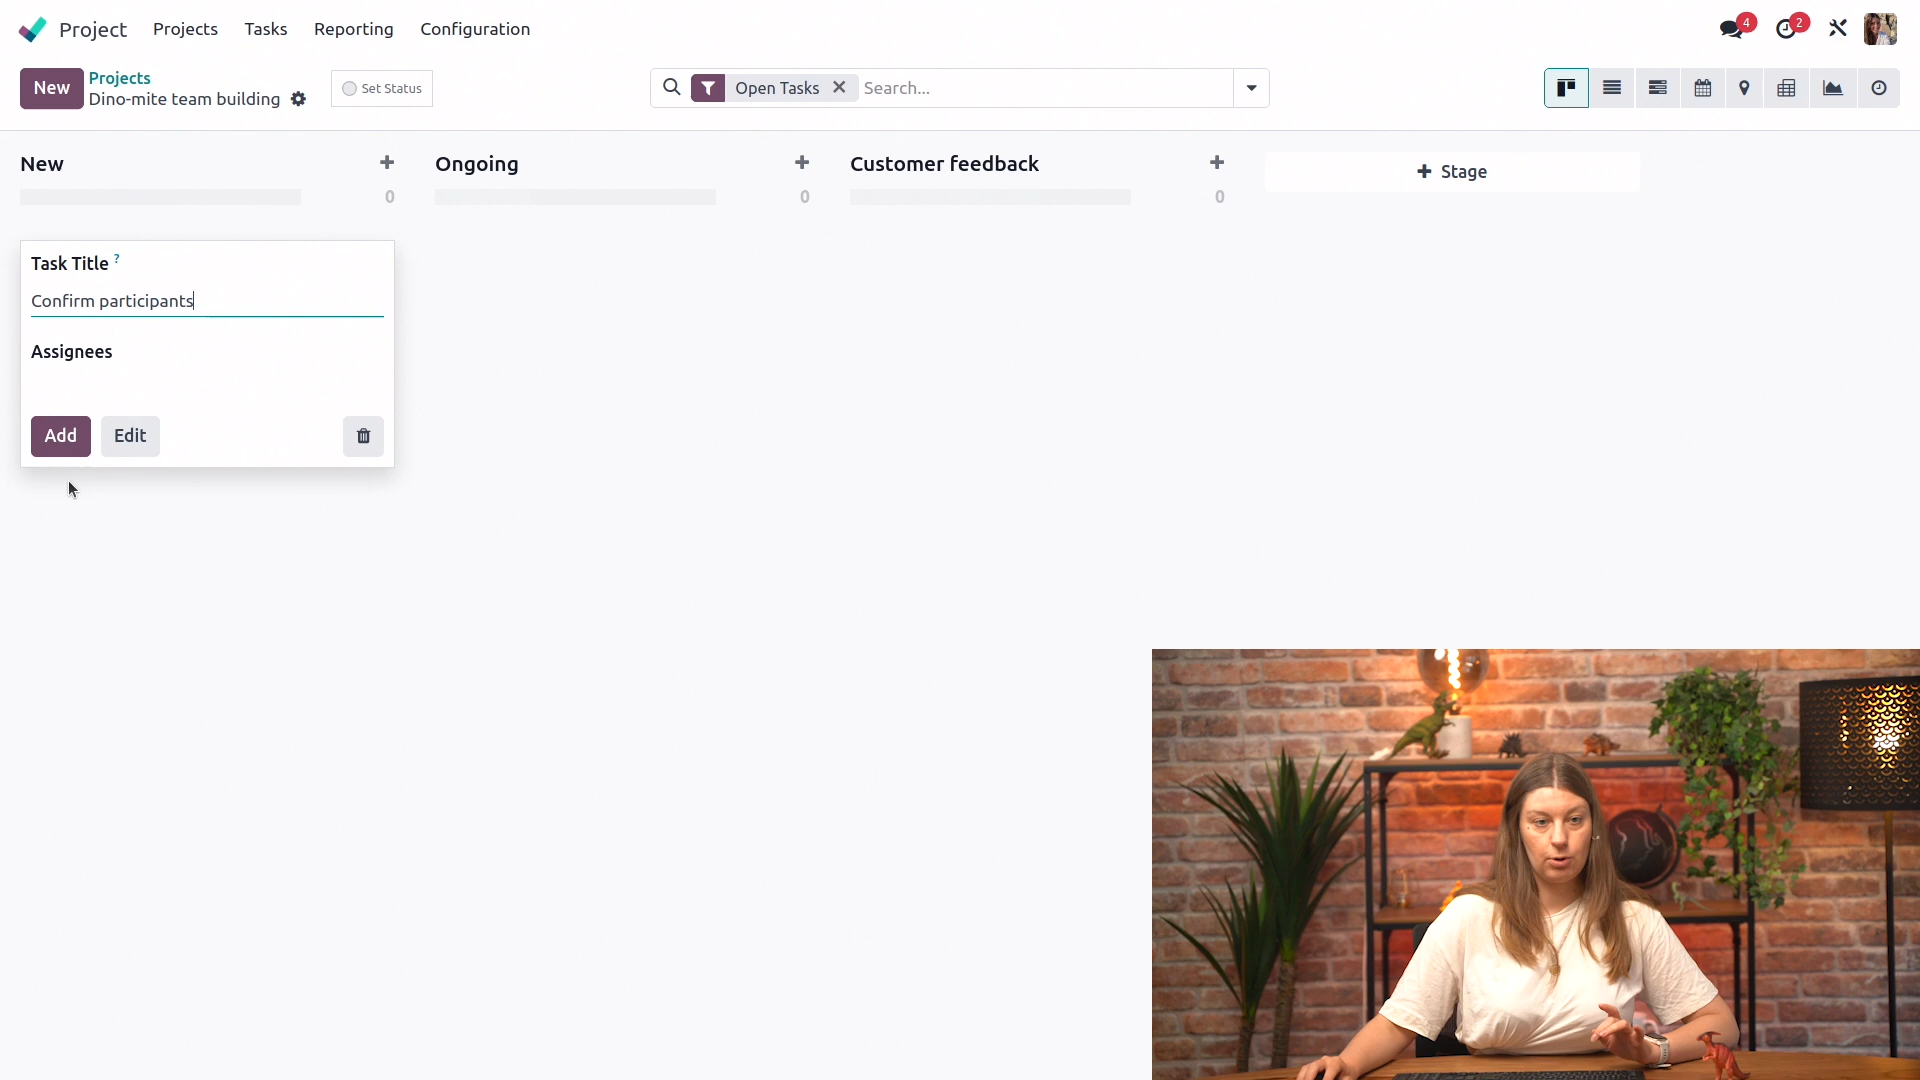 Project Projects Tasks Reporting Configuration 4 2
New Projects
Dino-mite team building Set Status Open Tasks Search...
New Ongoing Customer feedback Stage
0 0 0
Task Title ?
Confirm participants
Assignees
Add Edit